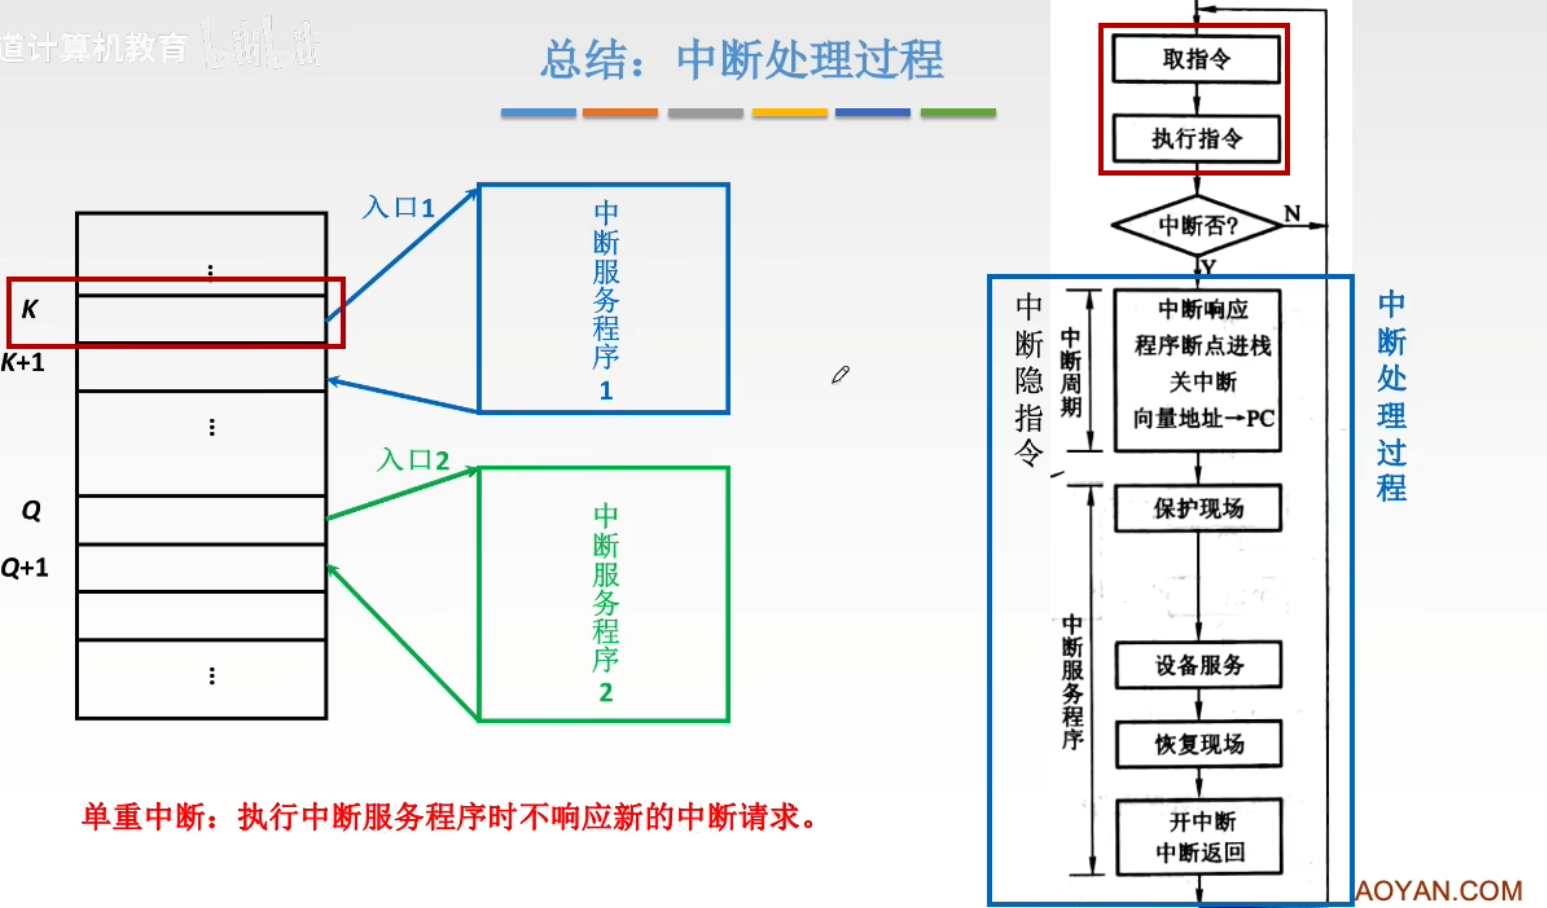 道计算机教育 bilibili
总结：中断处理过程
入口1
中断服务程序1
⋮
K
K+1
⋮
入口2
中断服务程序2
Q
Q+1
⋮
单重中断：执行中断服务程序时不响应新的中断请求。
取指令
执行指令
中断否?
N
Y
中断隐指令
中断周期
中断响应
程序断点进栈
关中断
向量地址→PC
中断处理过程
保护现场
中断服务程序
设备服务
恢复现场
开中断
中断返回
AOYAN.COM